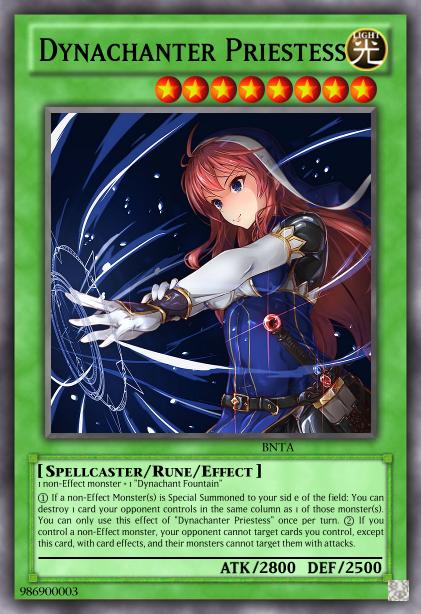 DYNACHANTER PRIESTESS
LIGHT
光
BNTA
[ SPELLCASTER/RUNE/EFFECT ]
1 non-Effect monster + 1 "Dynachant Fountain"
① If a non-Effect Monster(s) is Special Summoned to your sid e of the field: You can
destroy 1 card your opponent controls in the same column as 1 of those monster(s).
You can only use this effect of "Dynachanter Priestess" once per turn. ② If you
control a non-Effect monster, your opponent cannot target cards you control, except
this card, with card effects, and their monsters cannot target them with attacks.
ATK/2800 DEF/2500
986900003